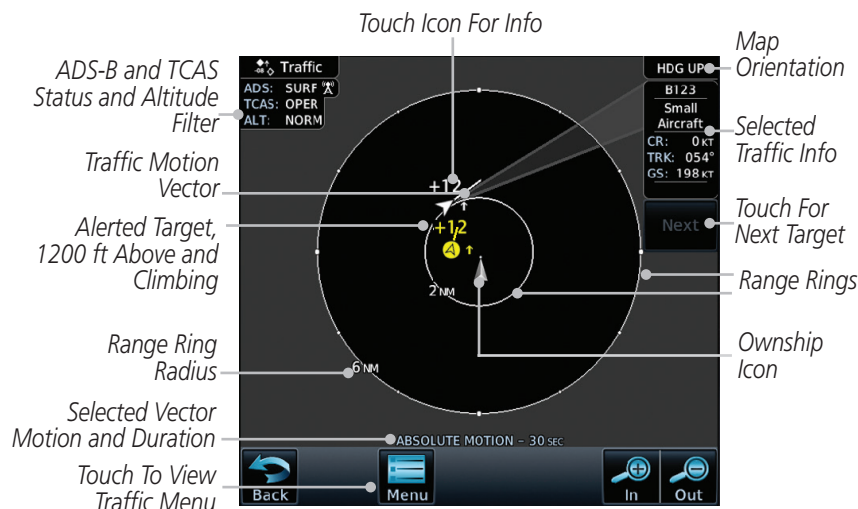 Touch Icon For Info
ADS-B and TCAS
Status and Altitude
Filter
Traffic Motion
Vector
Alerted Target,
1200 ft Above and
Climbing
Range Ring
Radius
Selected Vector
Motion and Duration
Touch To View
Traffic Menu
-08 Traffic
ADS: SURF
TCAS: OPER
ALT: NORM
+12
+12
2 NM
6 NM
ABSOLUTE MOTION – 30 SEC
Back
Menu
In
Out
HDG UP
B123
Small
Aircraft
CR: 0 KT
TRK: 054°
GS: 198 KT
Next
Map
Orientation
Selected
Traffic Info
Touch For
Next Target
Range Rings
Ownship
Icon